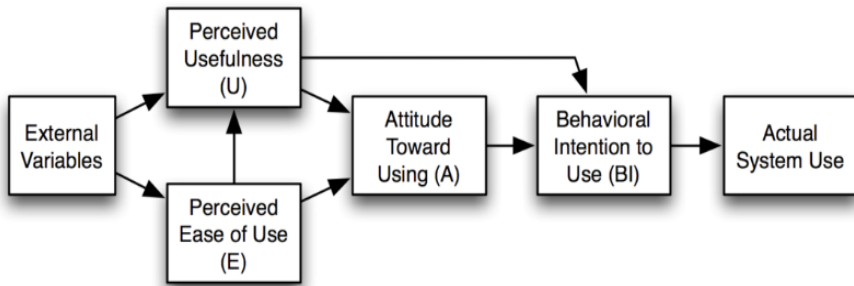 Perceived
Usefulness
(U)
External
Variables
Perceived
Ease of Use
(E)
Attitude
Toward
Using (A)
Behavioral
Intention to
Use (BI)
Actual
System Use